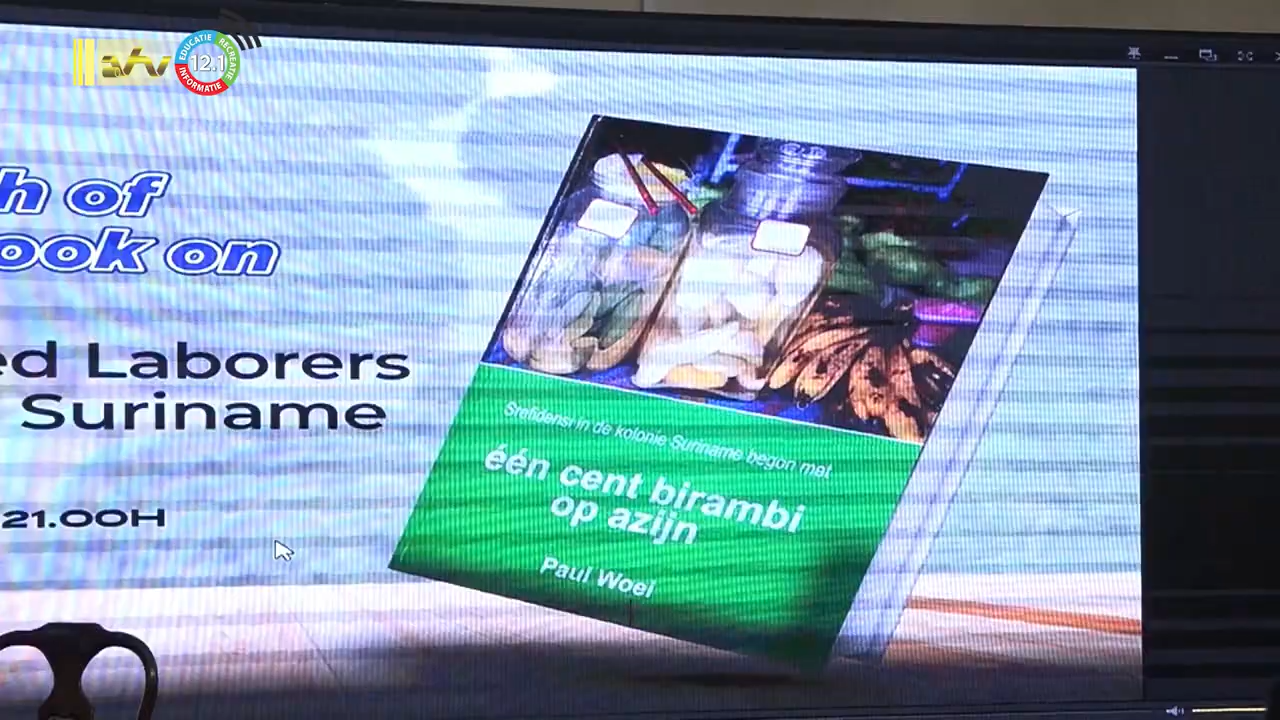 atv
EDUCATIE
RECREATIE
INFORMATIE
12.1
h of
ook on
ed Laborers
Suriname
21.00H
Srefidensi in de kolonie Suriname begon met
één cent birambi
op azijn
Paul Woei